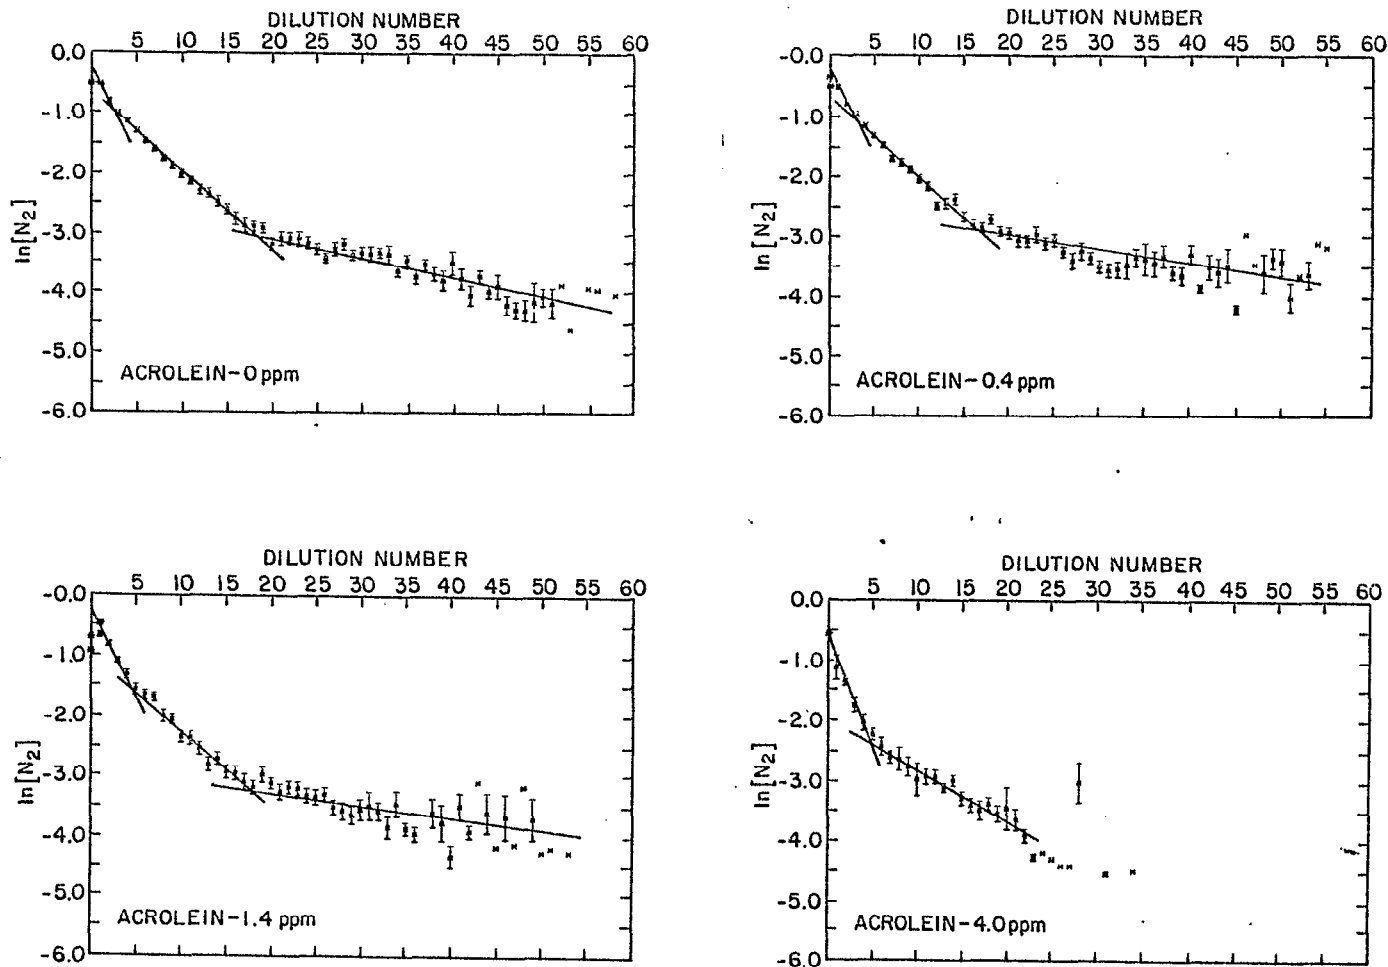 DILUTION NUMBER
5 10 15 20 25 30 35 40 45 50 55 60
0.0
-1.0
-2.0
-3.0
-4.0
-5.0
-6.0
ln[N2]
ACROLEIN-0 ppm
DILUTION NUMBER
5 10 15 20 25 30 35 40 45 50 55 60
-0.0
-1.0
-2.0
-3.0
-4.0
-5.0
-6.0
ln[N2]
ACROLEIN-0.4 ppm
DILUTION NUMBER
5 10 15 20 25 30 35 40 45 50 55 60
-0.0
-1.0
-2.0
-3.0
-4.0
-5.0
-6.0
ln[N2]
ACROLEIN-1.4 ppm
DILUTION NUMBER
5 10 15 20 25 30 35 40 45 50 55 60
0.0
-1.0
-2.0
-3.0
-4.0
-5.0
-6.0
ln[N2]
ACROLEIN-4.0 ppm